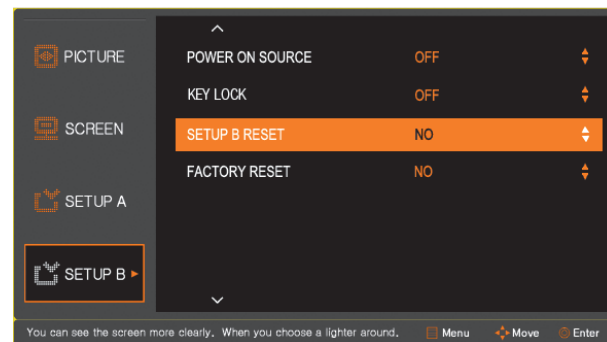 PICTURE
SCREEN
SETUP A
SETUP B
POWER ON SOURCE OFF
KEY LOCK OFF
SETUP B RESET NO
FACTORY RESET NO
You can see the screen more clearly. When you choose a lighter around. Menu Move Enter